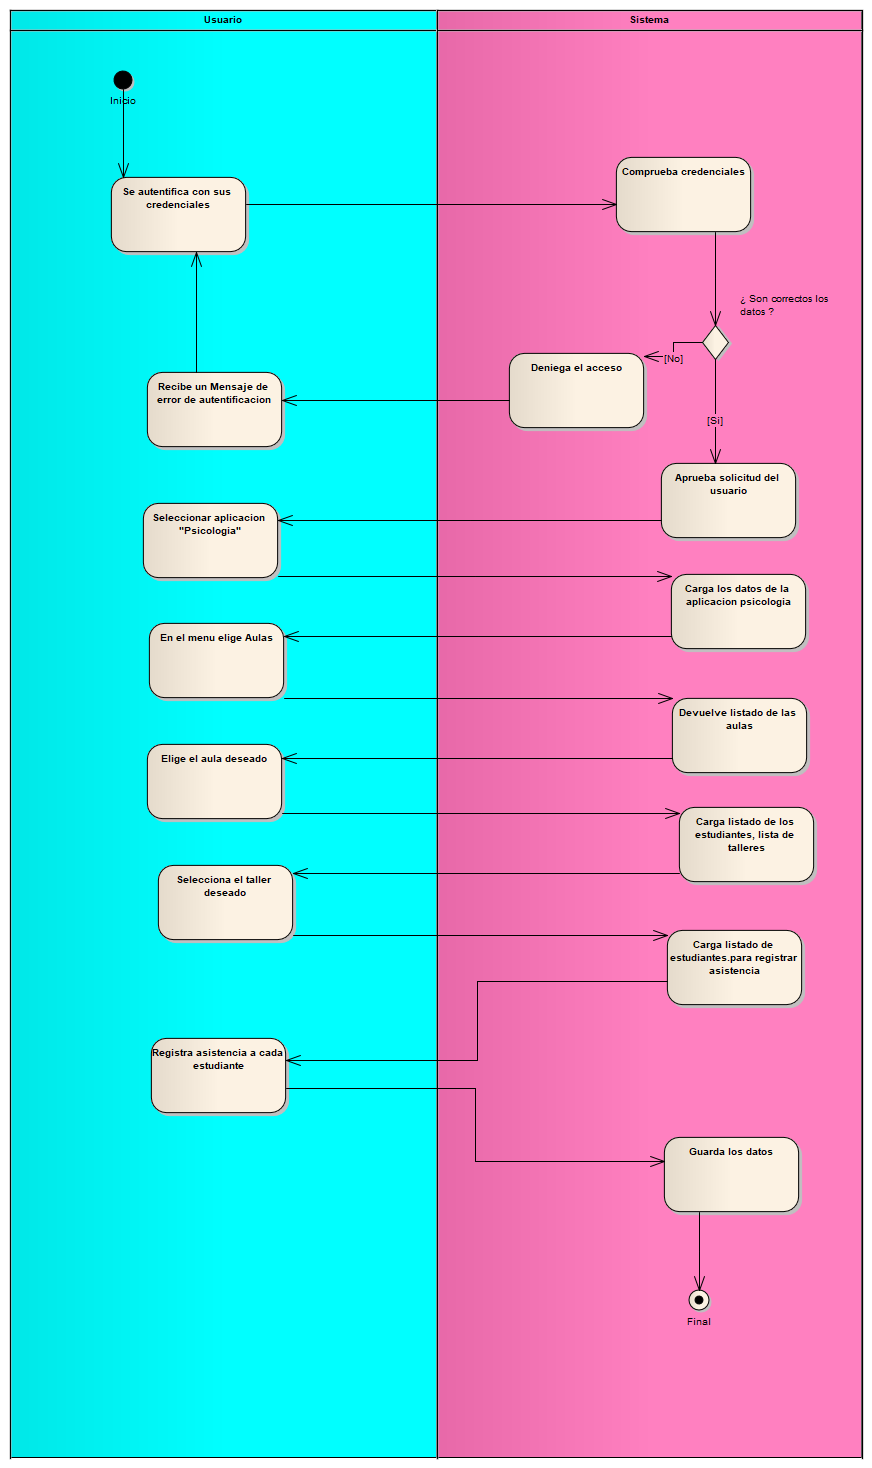 Usuario
Sistema
Inicio
Se autentifica con sus
credenciales
Comprueba credenciales
¿ Son correctos los
datos ?
[No]
Deniega el acceso
Recibe un Mensaje de
error de autentificacion
[Si]
Aprueba solicitud del
usuario
Seleccionar aplicacion
"Psicologia"
Carga los datos de la
aplicacion psicologia
En el menu elige Aulas
Devuelve listado de las
aulas
Elige el aula deseado
Carga listado de los
estudiantes, lista de
talleres
Selecciona el taller
deseado
Carga listado de
estudiantes.para registrar
asistencia
Registra asistencia a cada
estudiante
Guarda los datos
Final